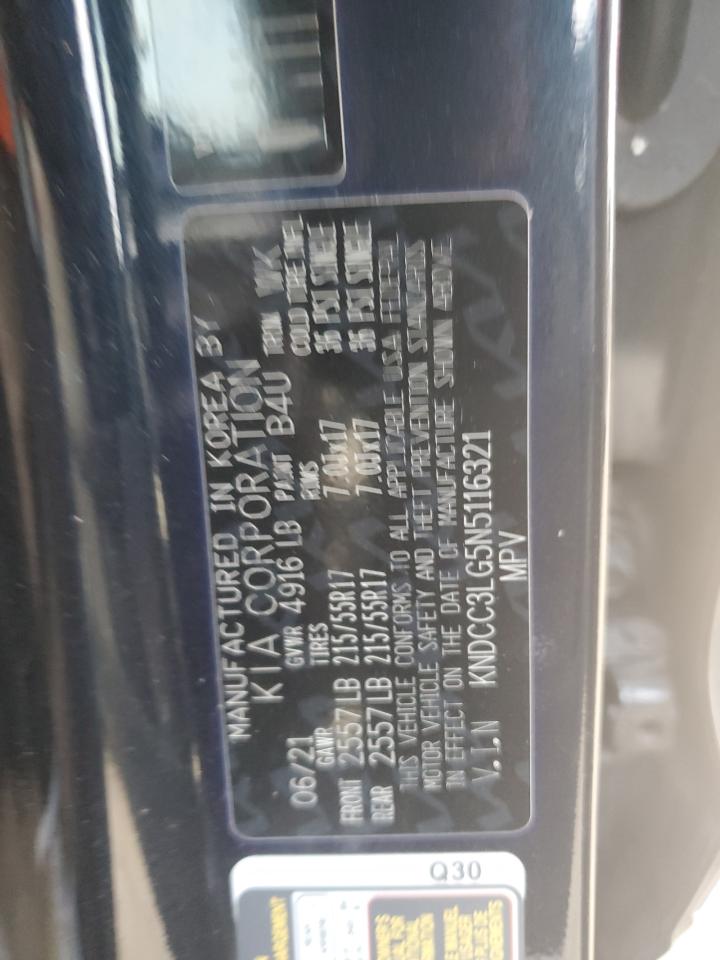 MANUFACTURED IN KOREA BY
KIA CORPORATION
06/21 GVWR 4916 LB PAINT B4U TRIM WK
GAWR TIRES RIMS COLD TIRE INFL
FRONT 2557LB 215/55R17 7.0Jx17 36 PSI SINGLE
REAR 2557LB 215/55R17 7.0Jx17 36 PSI SINGLE
THIS VEHICLE CONFORMS TO ALL APPLICABLE U.S.A. FEDERAL
MOTOR VEHICLE SAFETY AND THEFT PREVENTION STANDARDS
IN EFFECT ON THE DATE OF MANUFACTURE SHOWN ABOVE.
V.I.N KNDCC3LG5N5116321
MPV
Q30